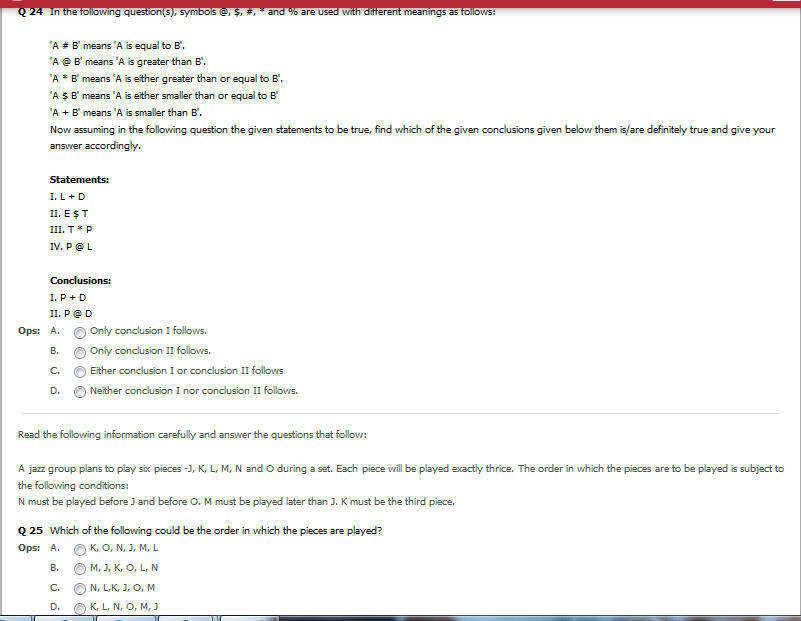 Q 24 In the following question(s), symbols @, $, #, * and % are used with different meanings as follows:
'A # B' means 'A is equal to B'.
'A @ B' means 'A is greater than B'.
'A * B' means 'A is either greater than or equal to B'.
'A $ B' means 'A is either smaller than or equal to B'
'A + B' means 'A is smaller than B'.
Now assuming in the following question the given statements to be true, find which of the given conclusions given below them is/are definitely true and give your
answer accordingly.
Statements:
I. L + D
II. E $ T
III. T * P
IV. P @ L
Conclusions:
I. P + D
II. P @ D
Ops: A. Only conclusion I follows.
B. Only conclusion II follows.
C. Either conclusion I or conclusion II follows
D. Neither conclusion I nor conclusion II follows.
Read the following information carefully and answer the questions that follow:
A jazz group plans to play six pieces -J, K, L, M, N and O during a set. Each piece will be played exactly thrice. The order in which the pieces are to be played is subject to
the following conditions:
N must be played before J and before O. M must be played later than J. K must be the third piece.
Q 25 Which of the following could be the order in which the pieces are played?
Ops: A. K, O, N, J, M, L
B. M, J, K, O, L, N
C. N, L,K, J, O, M
D. K, L, N, O, M, J